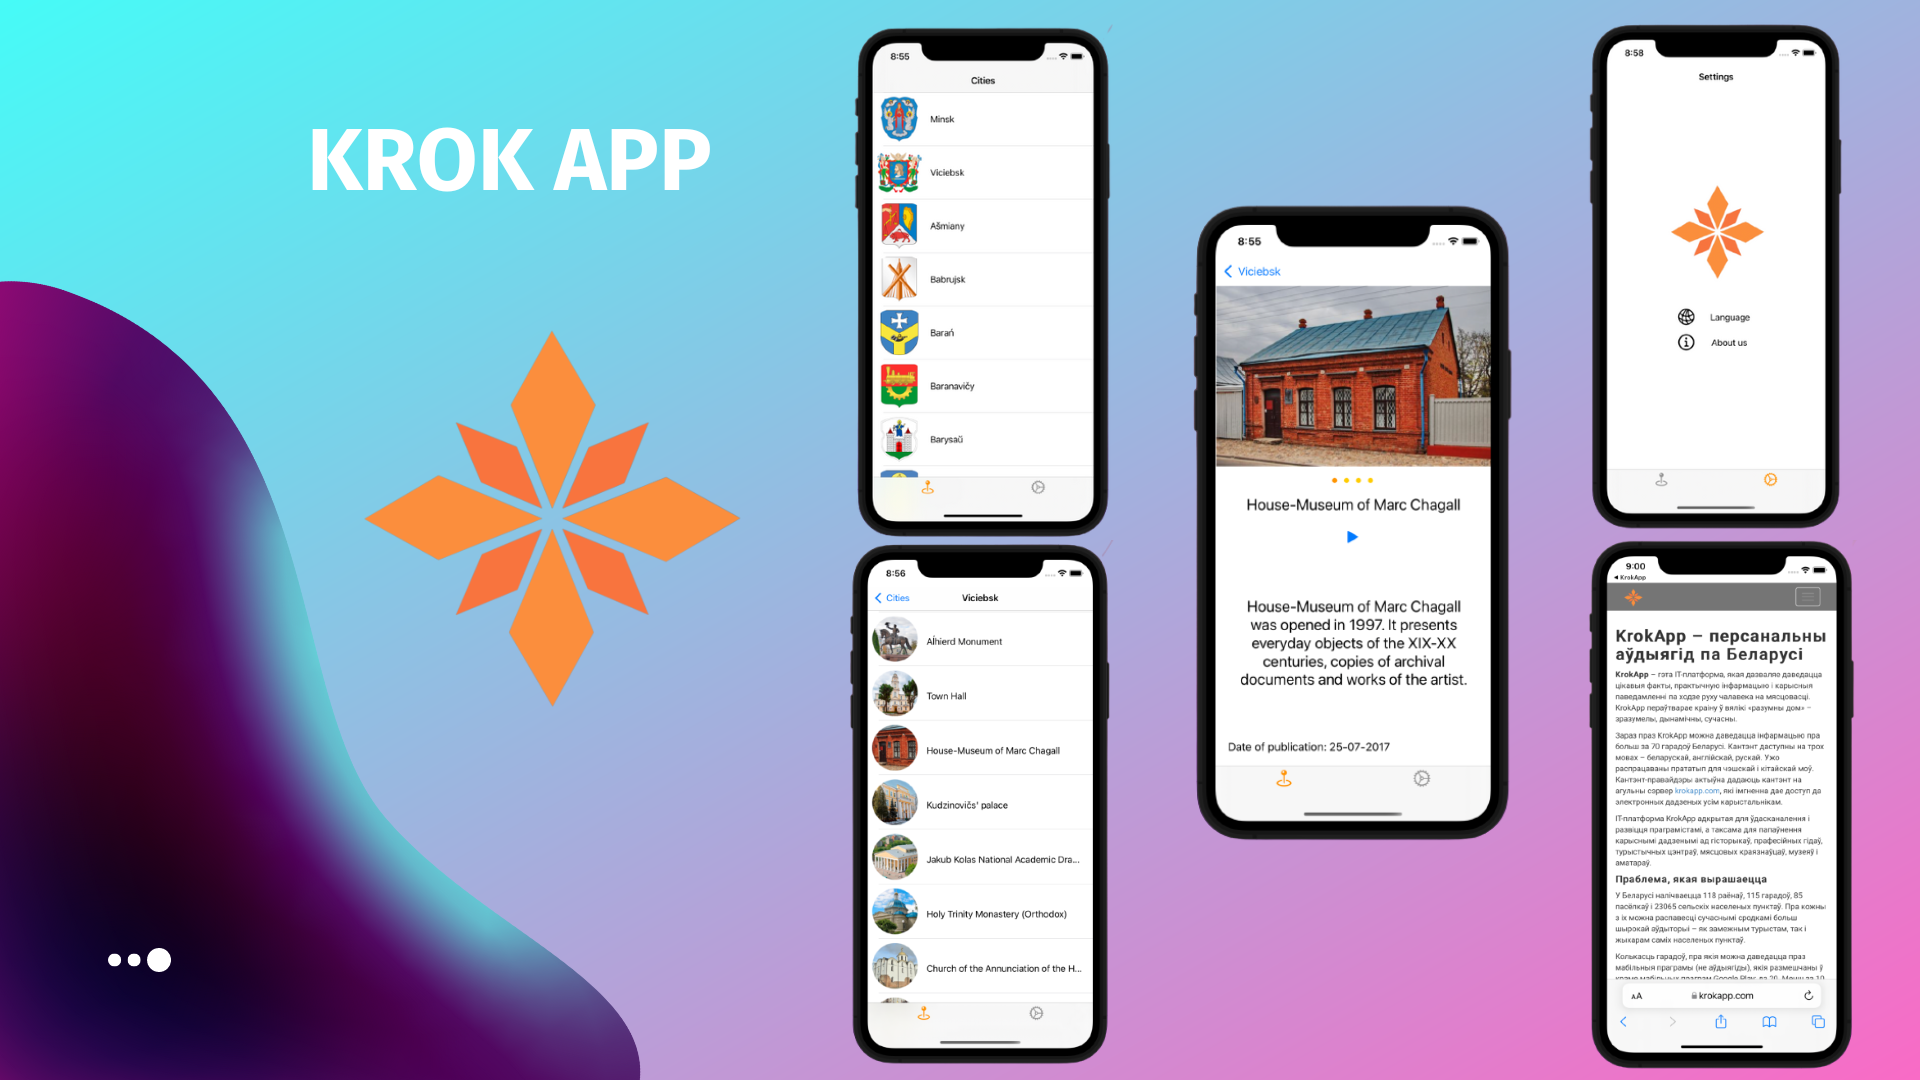 KROK APP
8:55
Cities
Minsk
Viciebsk
Ašmiany
Babrujsk
Barań
Baranavičy
Barysaŭ
8:56
Cities
Viciebsk
Aĺhierd Monument
Town Hall
House-Museum of Marc Chagall
Kudzinovičs' palace
Jakub Kolas National Academic Dra...
Holy Trinity Monastery (Orthodox)
Church of the Annunciation of the H...
8:55
Viciebsk
House-Museum of Marc Chagall
House-Museum of Marc Chagall
was opened in 1997. It presents
everyday objects of the XIX-XX
centuries, copies of archival
documents and works of the artist.
Date of publication: 25-07-2017
8:58
Settings
Language
About us
9:00
KrokApp
KrokApp – персанальны
аўдыягід па Беларусі
KrokApp – гэта IT-платформа, якая дазваляе даведацца
цікавыя факты, практычную інфармацыю і карысныя
паведамленні па ходзе руху чалавека на мясцовасці.
KrokApp ператварае краіну ў вялікі «разумны дом» –
зразумелы, дынамічны, сучасны.
Зараз праз KrokApp можна даведацца інфармацыю пра
больш за 70 гарадоў Беларусі. Кантэнт даступны на трох
мовах – беларускай, англійскай, рускай. Ужо
распрацаваны прататып для чэшскай і кітайскай моў.
Кантэнт-правайдэры актыўна дадаюць кантэнт на
агульны сэрвер krokapp.com, які імгненна дае доступ да
электронных дадзеных усім карыстальнікам.
IT-платформа KrokApp адкрытая для ўдасканалення і
развіцця праграмістамі, а таксама для папаўнення
карыснымі дадзенымі ад гісторыкаў, прафесійных гідаў,
турыстычных цэнтраў, мясцовых краязнаўцаў, музеяў і
аматараў.
Праблема, якая вырашаецца
У Беларусі налічваецца 118 раёнаў, 115 гарадоў, 85
пасёлкаў і 23065 сельскіх населеных пунктаў. Пра кожны
з іх можна распавесці сучаснымі сродкамі больш
шырокай аўдыторыі – як замежным турыстам, так і
жыхарам саміх населеных пунктаў.
Колькасць гарадоў, пра якія можна даведацца праз
мабільныя праграмы (не аўдыягіды), якія размешчаны ў
AA krokapp.com